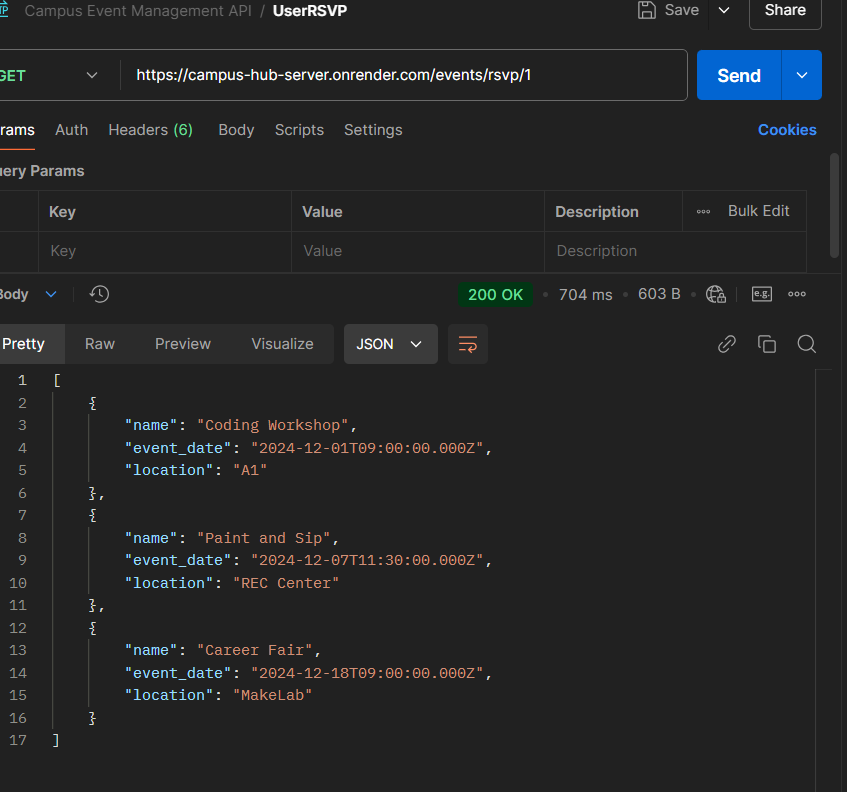 Campus Event Management API / UserRSVP
Save
Share
GET
https://campus-hub-server.onrender.com/events/rsvp/1
Send
rams Auth Headers (6) Body Scripts Settings
Cookies
uery Params
Key Value Description Bulk Edit
Key Value Description
Body
200 OK 704 ms 603 B e.g.
Pretty Raw Preview Visualize JSON
1 [
2 {
3 "name": "Coding Workshop",
4 "event_date": "2024-12-01T09:00:00.000Z",
5 "location": "A1"
6 },
7 {
8 "name": "Paint and Sip",
9 "event_date": "2024-12-07T11:30:00.000Z",
10 "location": "REC Center"
11 },
12 {
13 "name": "Career Fair",
14 "event_date": "2024-12-18T09:00:00.000Z",
15 "location": "MakeLab"
16 }
17 ]